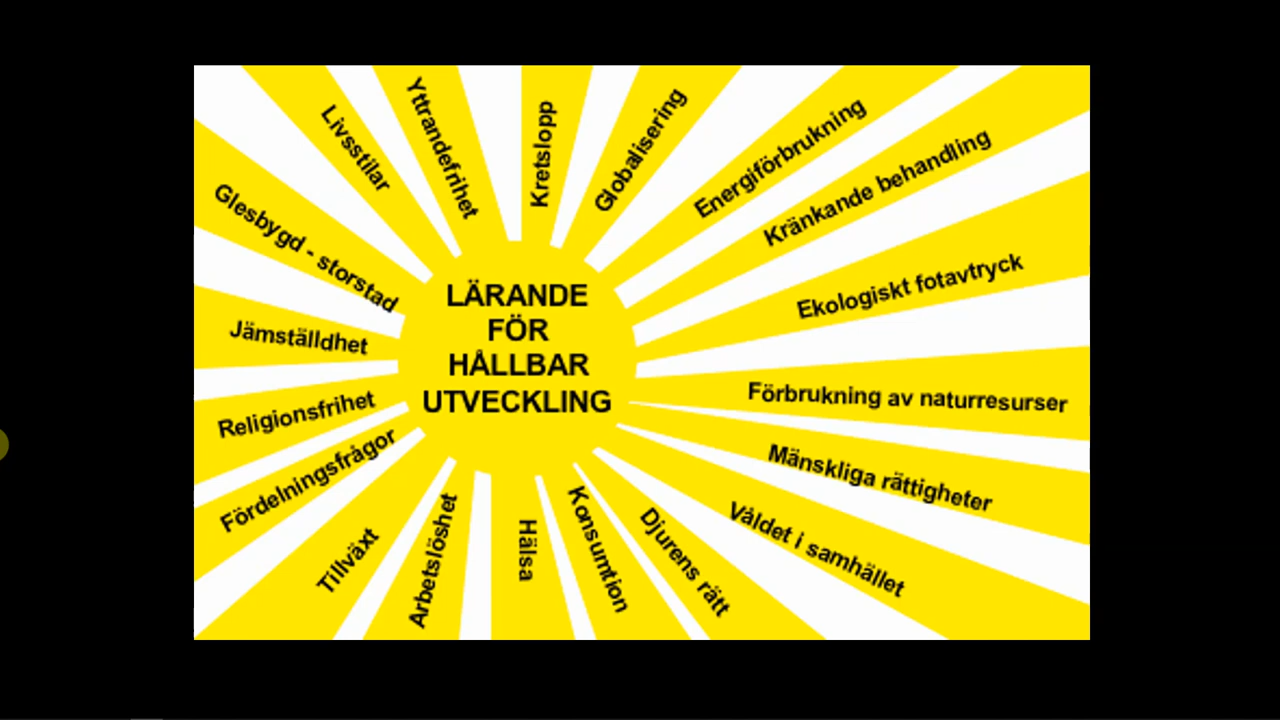 LÄRANDE
FÖR
HÅLLBAR
UTVECKLING
Livsstilar
Yttrandefrihet
Kretslopp
Globalisering
Energiförbrukning
Kränkande behandling
Ekologiskt fotavtryck
Förbrukning av naturresurser
Mänskliga rättigheter
Våldet i samhället
Djurens rätt
Konsumtion
Hälsa
Arbetslöshet
Tillväxt
Fördelningsfrågor
Religionsfrihet
Jämställdhet
Glesbygd - storstad